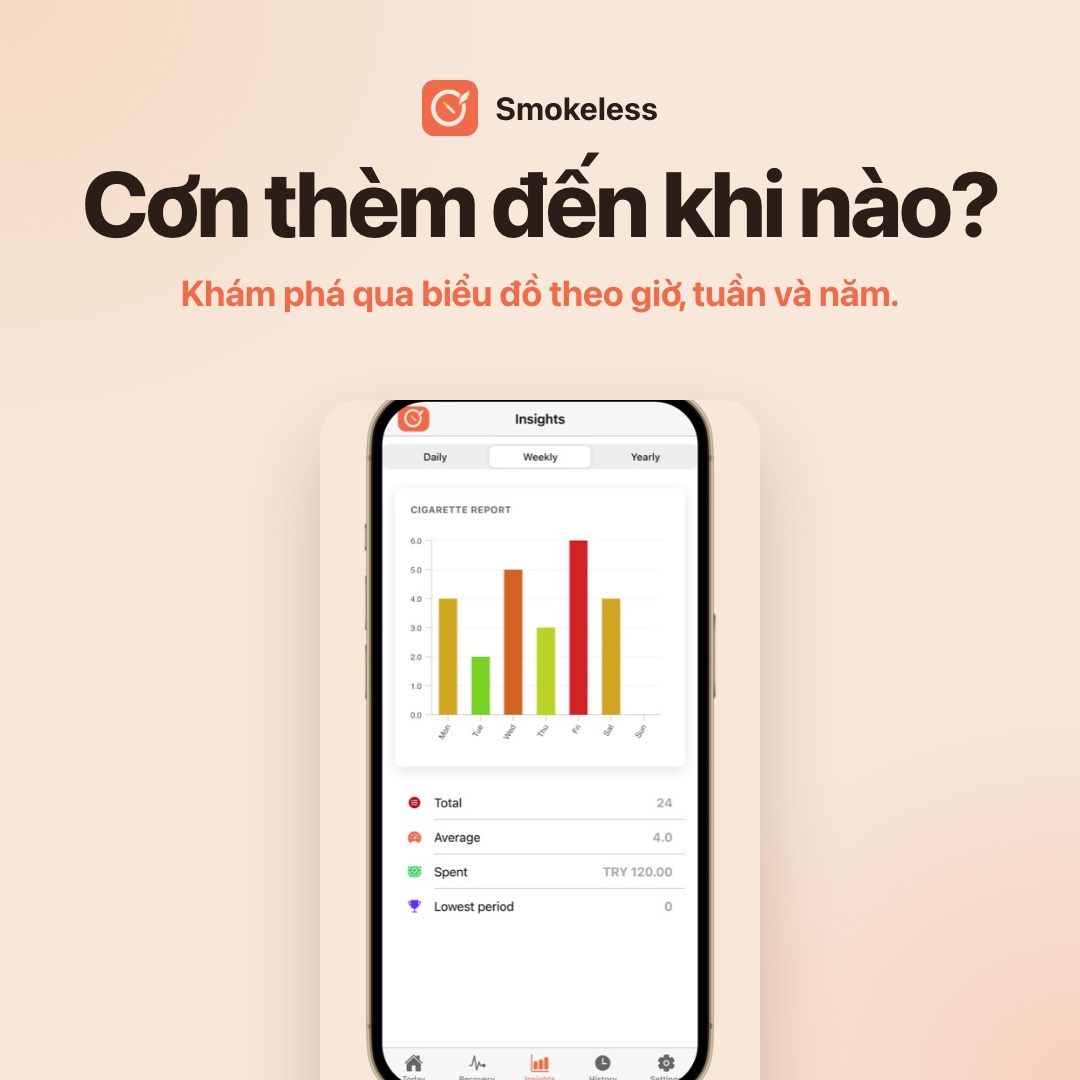 Smokeless
Cơn thèm đến khi nào?
Khám phá qua biểu đồ theo giờ, tuần và năm.
Insights
Daily Weekly Yearly
CIGARETTE REPORT
6.0
5.0
4.0
3.0
2.0
1.0
0.0
Mon Tue Wed Thu Fri Sat Sun
Total 24
Average 4.0
Spent TRY 120.00
Lowest period 0
Today Recovery Insights History Settings